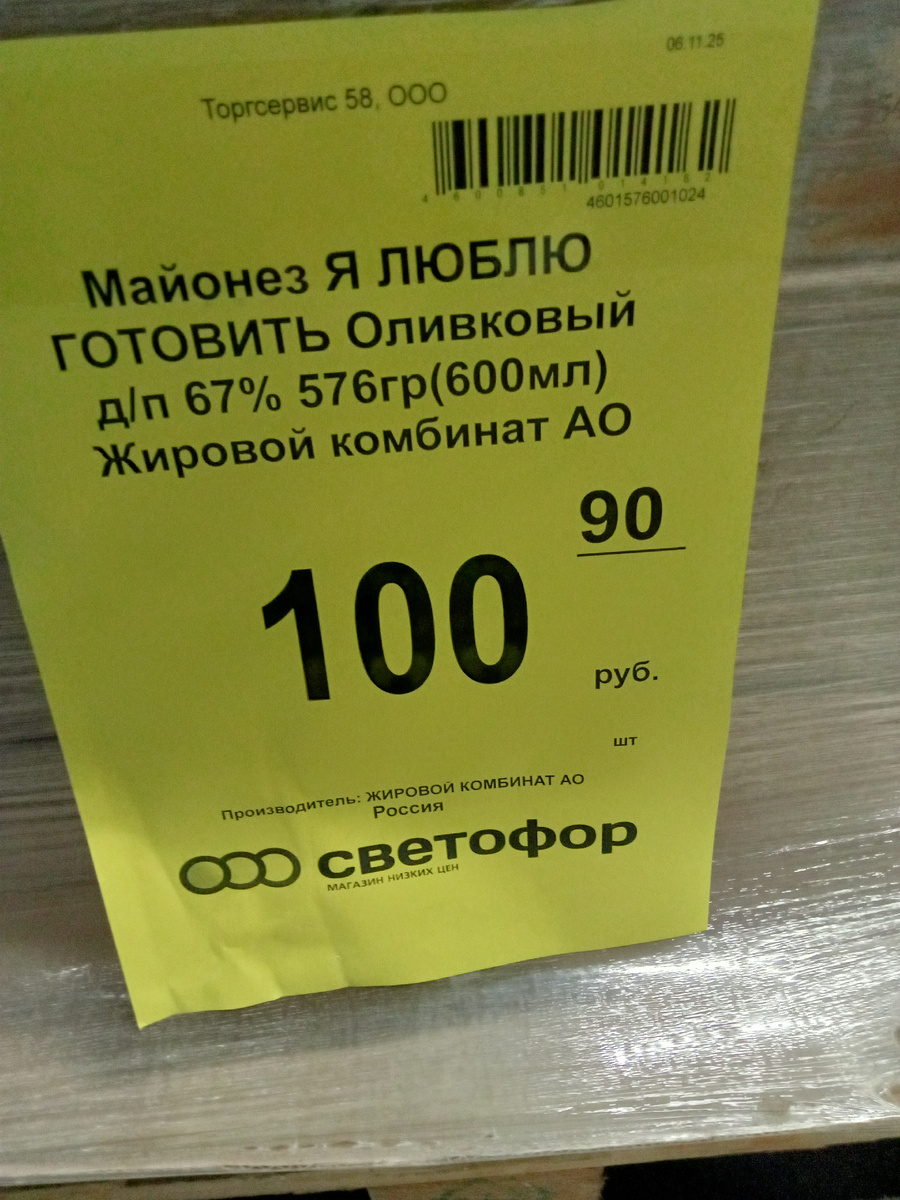 06.11.25
Торгсервис 58, ООО
4601576001024
Майонез Я ЛЮБЛЮ
ГОТОВИТЬ Оливковый
д/п 67% 576гр(600мл)
Жировой комбинат АО
90
100
руб.
шт
Производитель: ЖИРОВОЙ КОМБИНАТ АО
Россия
светофор
МАГАЗИН НИЗКИХ ЦЕН